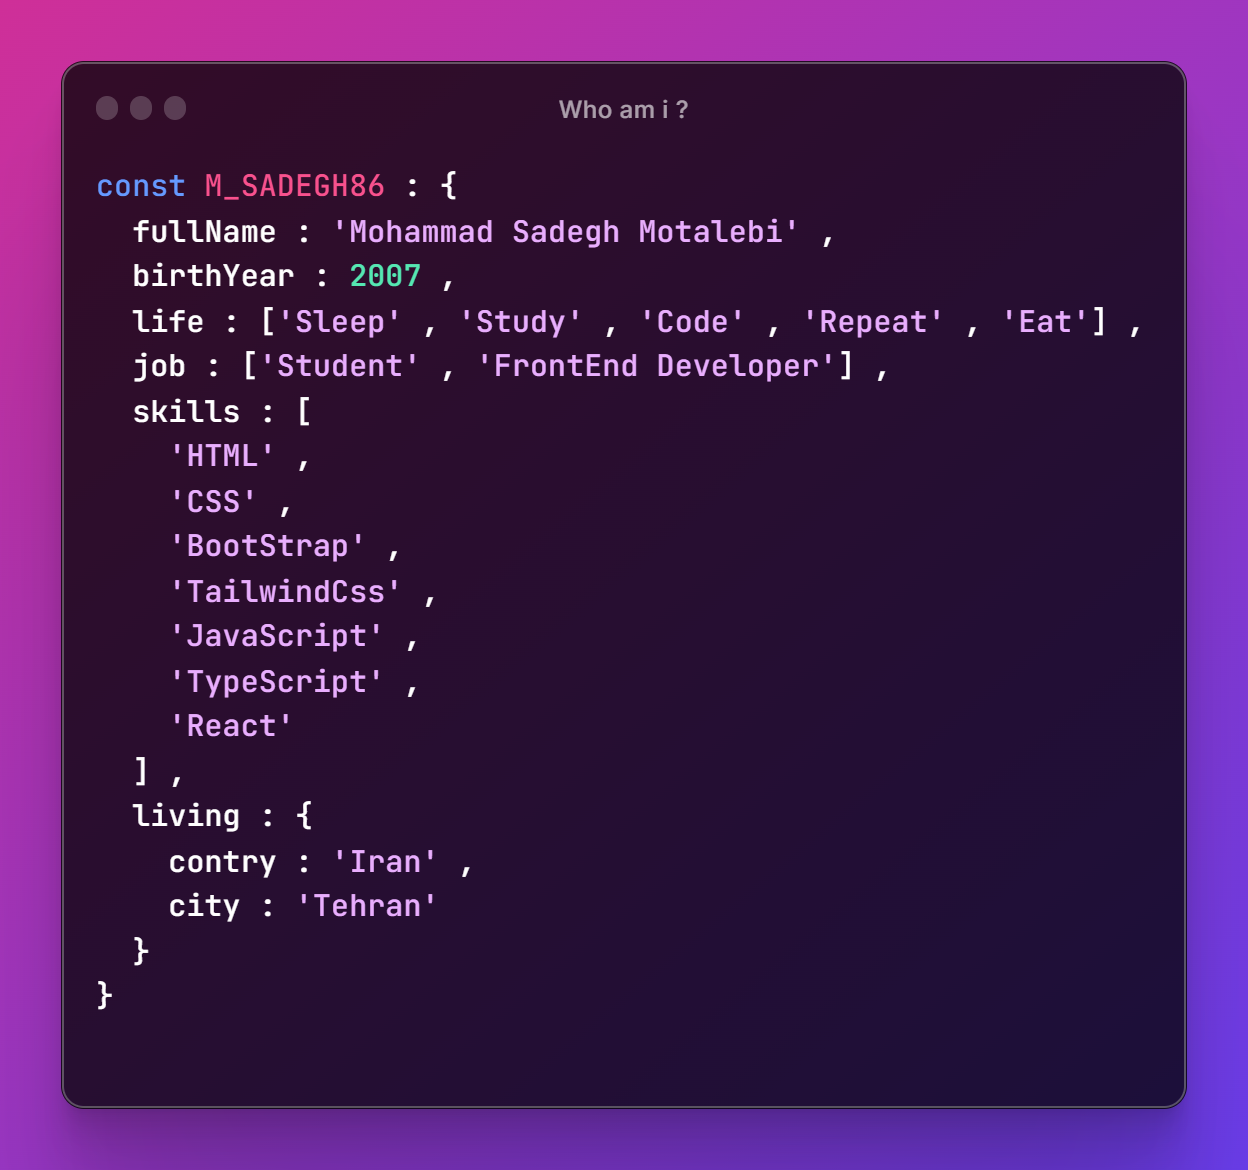 Who am i ?
const M_SADEGH86 : {
  fullName : 'Mohammad Sadegh Motalebi' ,
  birthYear : 2007 ,
  life : ['Sleep' , 'Study' , 'Code' , 'Repeat' , 'Eat'] ,
  job : ['Student' , 'FrontEnd Developer'] ,
  skills : [
    'HTML' ,
    'CSS' ,
    'BootStrap' ,
    'TailwindCss' ,
    'JavaScript' ,
    'TypeScript' ,
    'React'
  ] ,
  living : {
    contry : 'Iran' ,
    city : 'Tehran'
  }
}